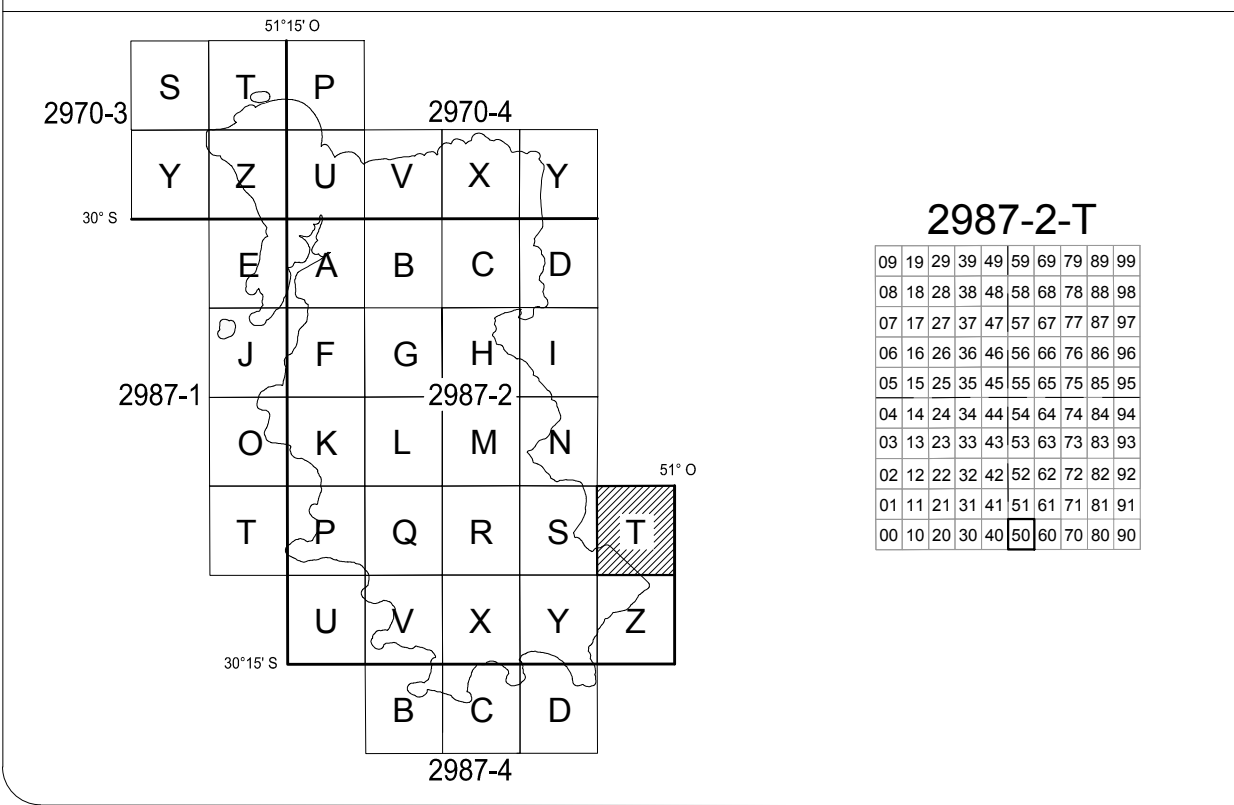 51°15' O
S T P
2970-3 2970-4
Y Z U V X Y
30° S
E A B C D
J F G H I
2987-1 2987-2
O K L M N
51° O
T P Q R S T
U V X Y Z
30°15' S
B C D
2987-4
2987-2-T
09 19 29 39 49 59 69 79 89 99
08 18 28 38 48 58 68 78 88 98
07 17 27 37 47 57 67 77 87 97
06 16 26 36 46 56 66 76 86 96
05 15 25 35 45 55 65 75 85 95
04 14 24 34 44 54 64 74 84 94
03 13 23 33 43 53 63 73 83 93
02 12 22 32 42 52 62 72 82 92
01 11 21 31 41 51 61 71 81 91
00 10 20 30 40 50 60 70 80 90